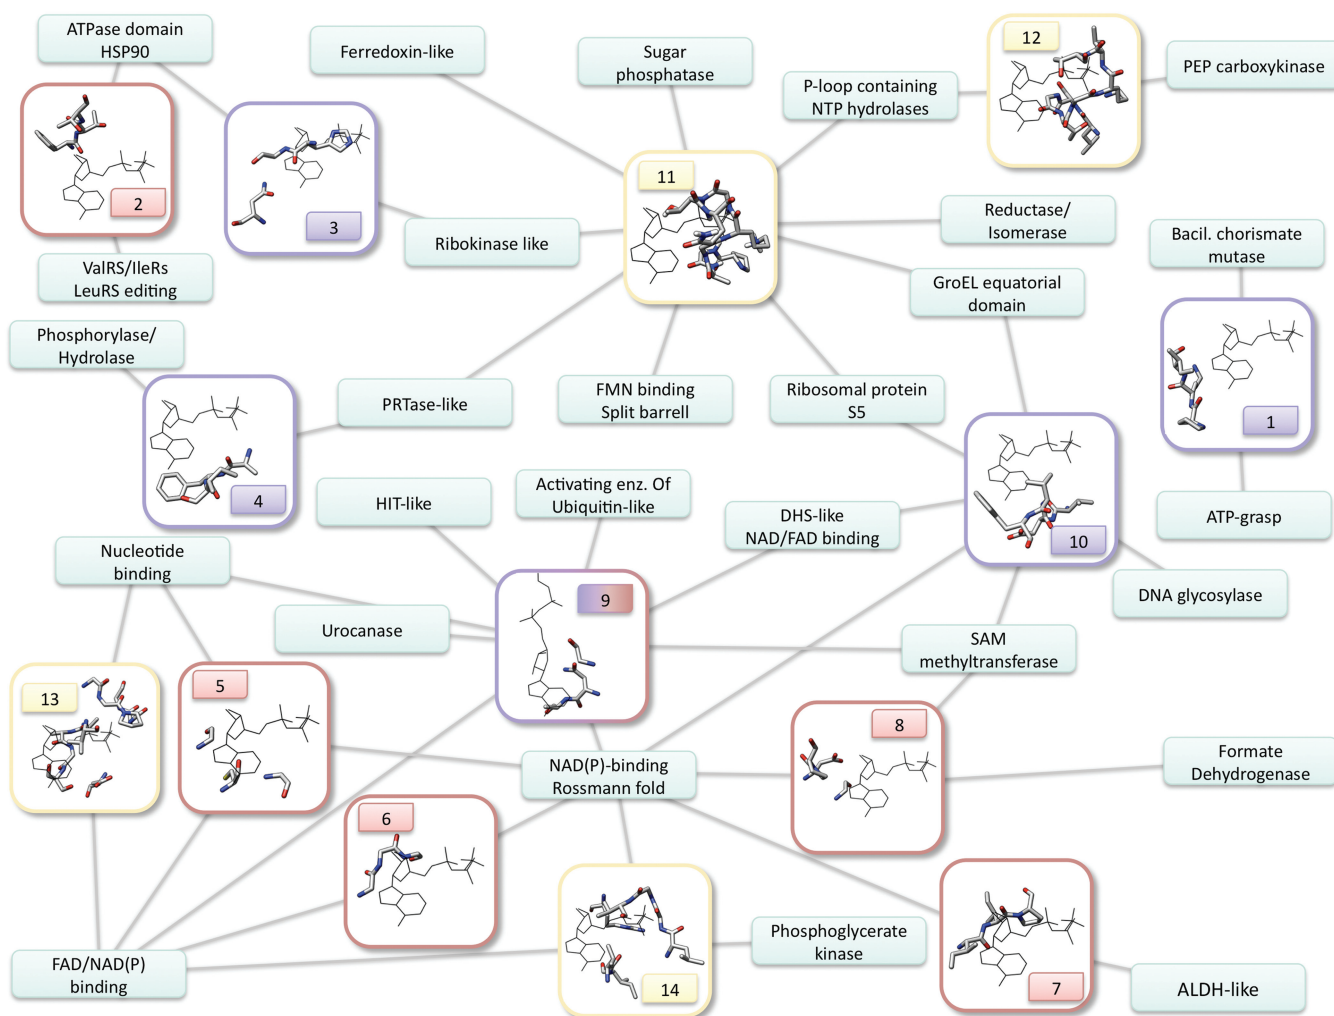 ATPase domain
HSP90
Ferredoxin-like
Sugar
phosphatase
P-loop containing
NTP hydrolases
12
PEP carboxykinase
2
3
11
Ribokinase like
Reductase/
Isomerase
Bacil. chorismate
mutase
ValRS/IleRs
LeuRS editing
GroEL equatorial
domain
Phosphorylase/
Hydrolase
PRTase-like
FMN binding
Split barrell
Ribosomal protein
S5
1
4
HIT-like
Activating enz. Of
Ubiquitin-like
DHS-like
NAD/FAD binding
10
ATP-grasp
Nucleotide
binding
DNA glycosylase
9
Urocanase
SAM
methyltransferase
13
5
8
NAD(P)-binding
Rossmann fold
Formate
Dehydrogenase
6
FAD/NAD(P)
binding
14
Phosphoglycerate
kinase
7
ALDH-like